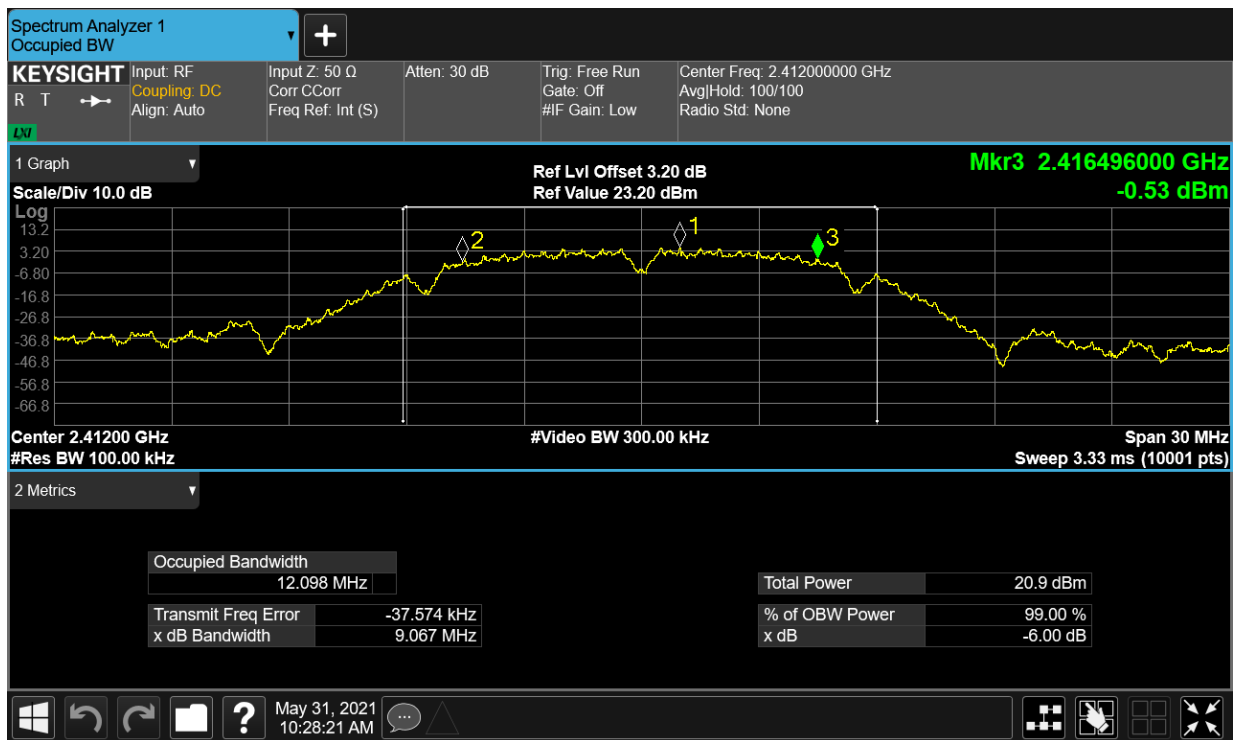 Spectrum Analyzer 1
Occupied BW
▼
+
KEYSIGHT
R T
LXI
Input: RF
Coupling: DC
Align: Auto
Input Z: 50 Ω
Corr CCorr
Freq Ref: Int (S)
Atten: 30 dB
Trig: Free Run
Gate: Off
#IF Gain: Low
Center Freq: 2.412000000 GHz
Avg|Hold: 100/100
Radio Std: None
1 Graph ▼
Scale/Div 10.0 dB
Ref Lvl Offset 3.20 dB
Ref Value 23.20 dBm
Mkr3 2.416496000 GHz
-0.53 dBm
Log
13.2
3.20
-6.80
-16.8
-26.8
-36.8
-46.8
-56.8
-66.8
2
1
3
Center 2.41200 GHz
#Video BW 300.00 kHz
Span 30 MHz
#Res BW 100.00 kHz
Sweep 3.33 ms (10001 pts)
2 Metrics ▼
Occupied Bandwidth
12.098 MHz
Total Power 20.9 dBm
Transmit Freq Error -37.574 kHz
% of OBW Power 99.00 %
x dB Bandwidth 9.067 MHz
x dB -6.00 dB
?
May 31, 2021
10:28:21 AM
...